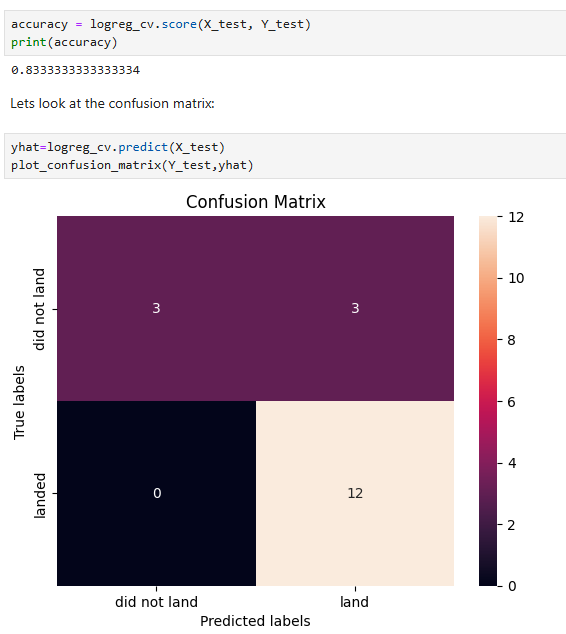 accuracy = logreg_cv.score(X_test, Y_test)
print(accuracy)
0.8333333333333334
Lets look at the confusion matrix:
yhat=logreg_cv.predict(X_test)
plot_confusion_matrix(Y_test,yhat)
Confusion Matrix
True labels
did not land
landed
3
3
0
12
did not land
land
Predicted labels
12
10
8
6
4
2
0